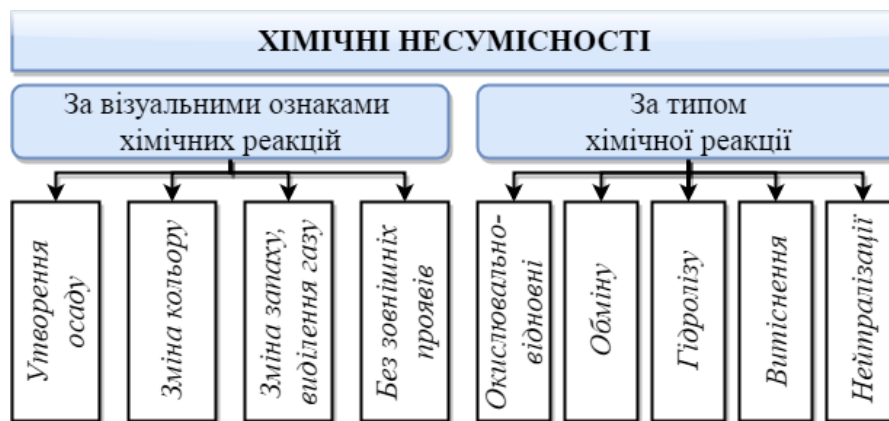 ХІМІЧНІ НЕСУМІСНОСТІ
За візуальними ознаками
хімічних реакцій
За типом
хімічної реакції
Утворення
осаду
Зміна кольору
Зміна запаху,
виділення газу
Без зовнішніх
проявів
Окислювально-
відновні
Обміну
Гідролізу
Витіснення
Нейтралізації